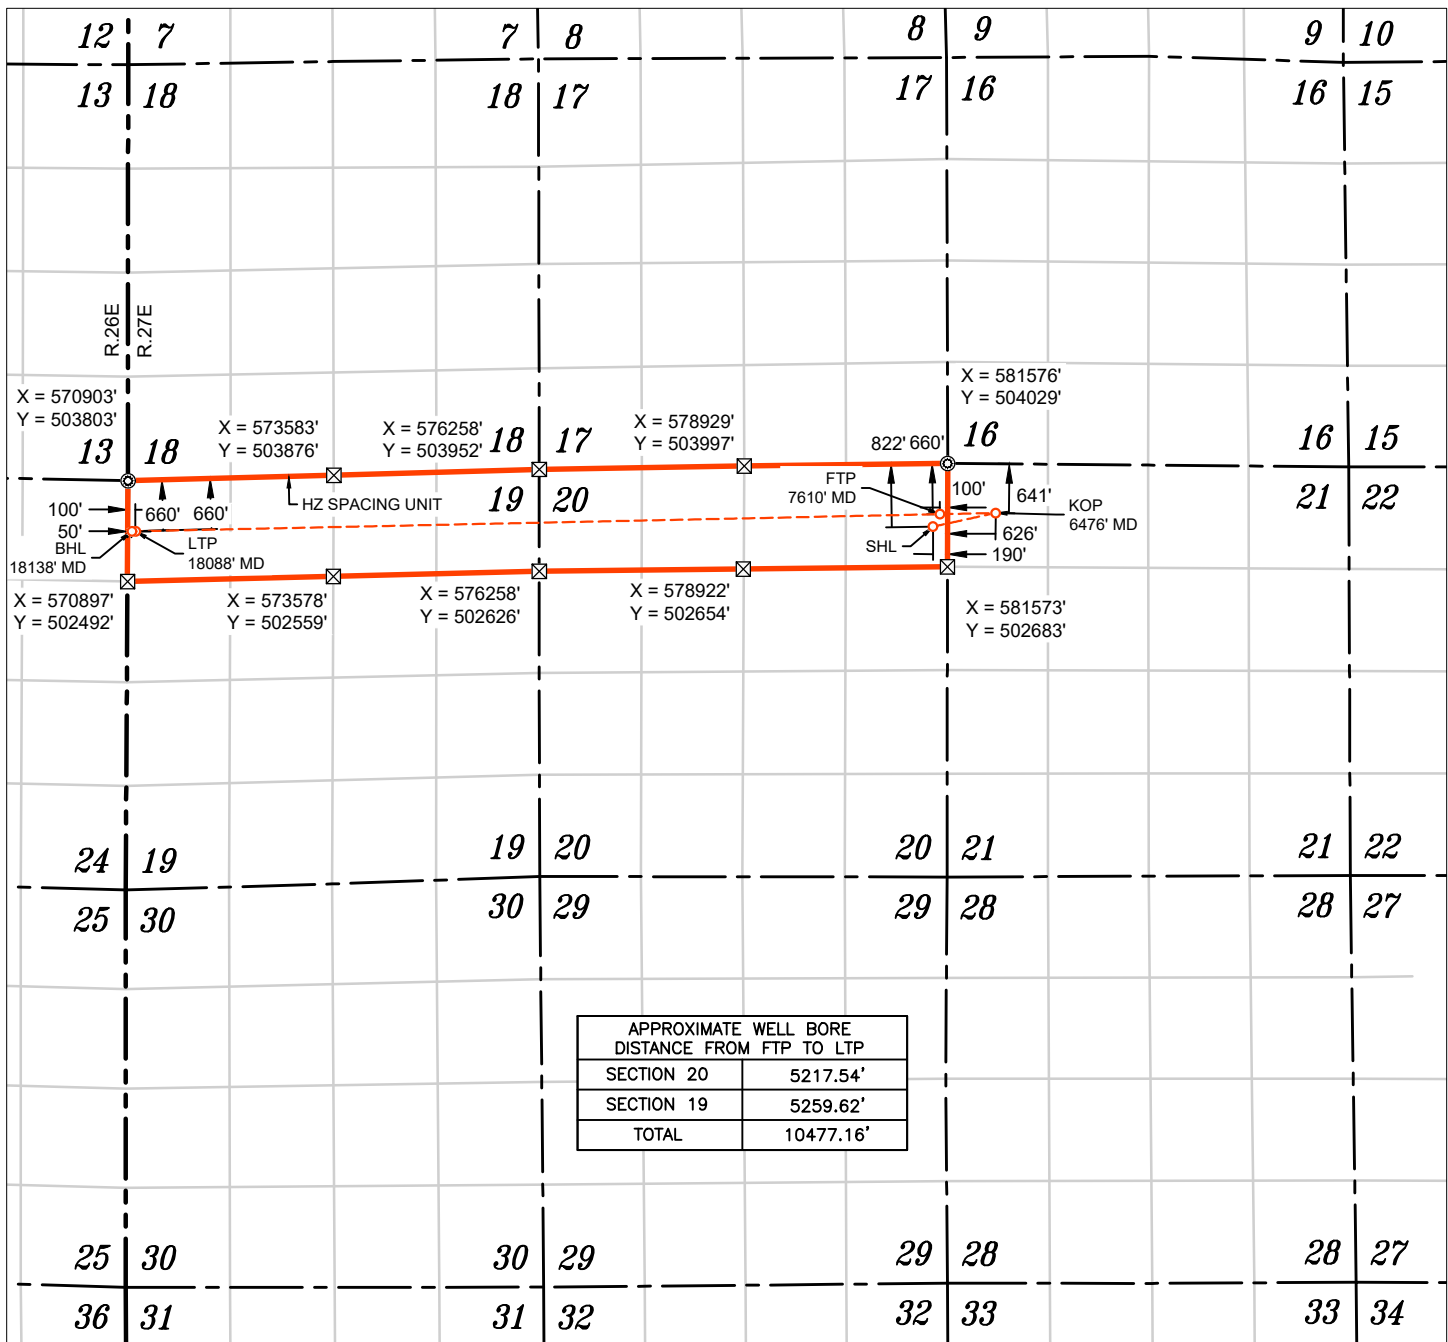 12 7 7 8 8 9 9 10
13 18 18 17 17 16 16 15
R.26E
R.27E
X = 570903'
Y = 503803'
X = 573583'
Y = 503876'
X = 576258'
Y = 503952'
X = 578929'
Y = 503997'
X = 581576'
Y = 504029'
13 18 18 17 16 16 15
822' 660'
HZ SPACING UNIT
19 20 21 22
FTP
7610' MD
100'
641'
KOP
6476' MD
100'
660' 660'
50'
BHL
18138' MD
LTP
18088' MD
SHL
626'
190'
X = 570897'
Y = 502492'
X = 573578'
Y = 502559'
X = 576258'
Y = 502626'
X = 578922'
Y = 502654'
X = 581573'
Y = 502683'
24 19 19 20 20 21 21 22
25 30 30 29 29 28 28 27
APPROXIMATE WELL BORE
DISTANCE FROM FTP TO LTP
SECTION 20 5217.54'
SECTION 19 5259.62'
TOTAL 10477.16'
25 30 30 29 29 28 28 27
36 31 31 32 32 33 33 34